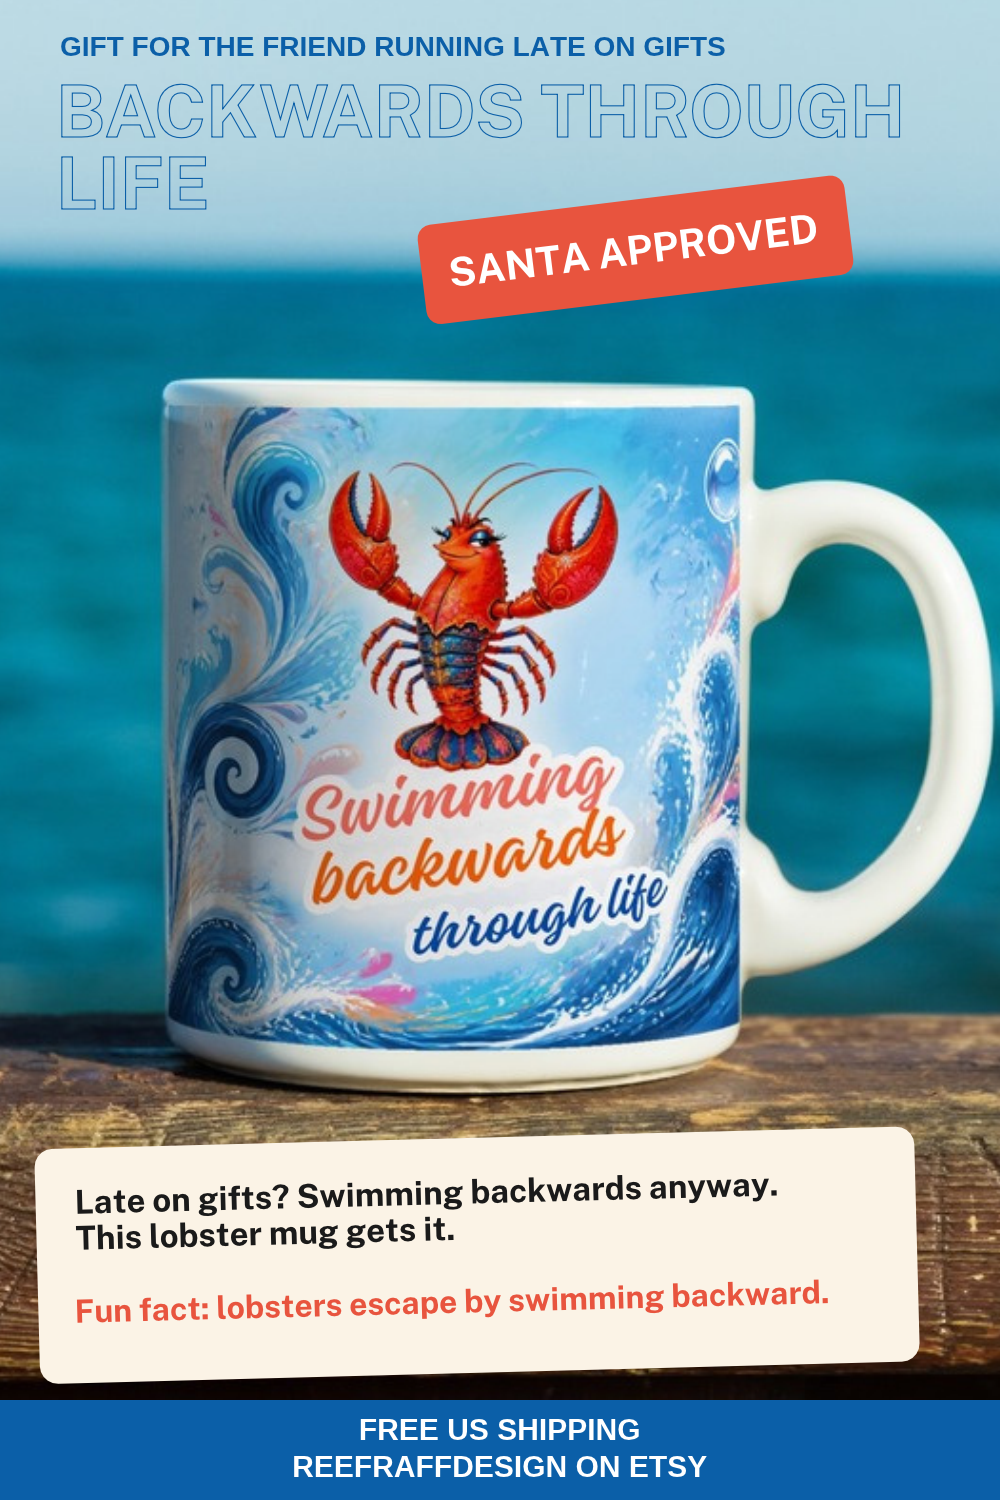 GIFT FOR THE FRIEND RUNNING LATE ON GIFTS
BACKWARDS THROUGH
LIFE
SANTA APPROVED
Swimming
backwards
through life
Late on gifts? Swimming backwards anyway.
This lobster mug gets it.
Fun fact: lobsters escape by swimming backward.
FREE US SHIPPING
REEFRAFFDESIGN ON ETSY